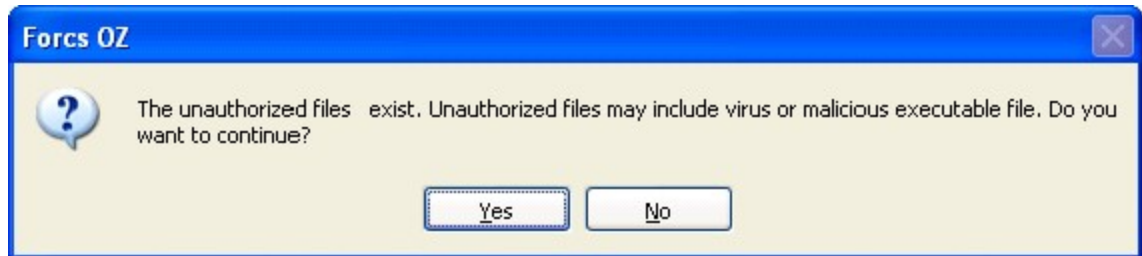 Forcs OZ
The unauthorized files   exist. Unauthorized files may include virus or malicious executable file. Do you
want to continue?
Yes No